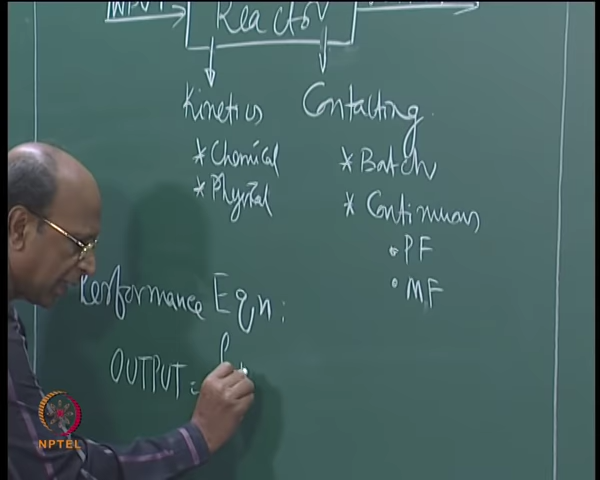 INPUT
Reactor
Kinetics Contacting
* Chemical * Batch
* Physical * Continuous
• PF
• MF
Performance Eqn:
OUTPUT = f
NPTEL